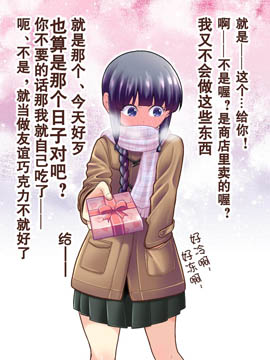 就是——这个…给你！
啊——不是喔？是商店里卖的喔？
我又不会做这些东西
就是那个、今天好歹
也算是那个日子对吧？
你不要的话那我就自己吃了——
呃、不是，就当做友谊巧克力不就好了
给——
好冷啊，
好冻啊，